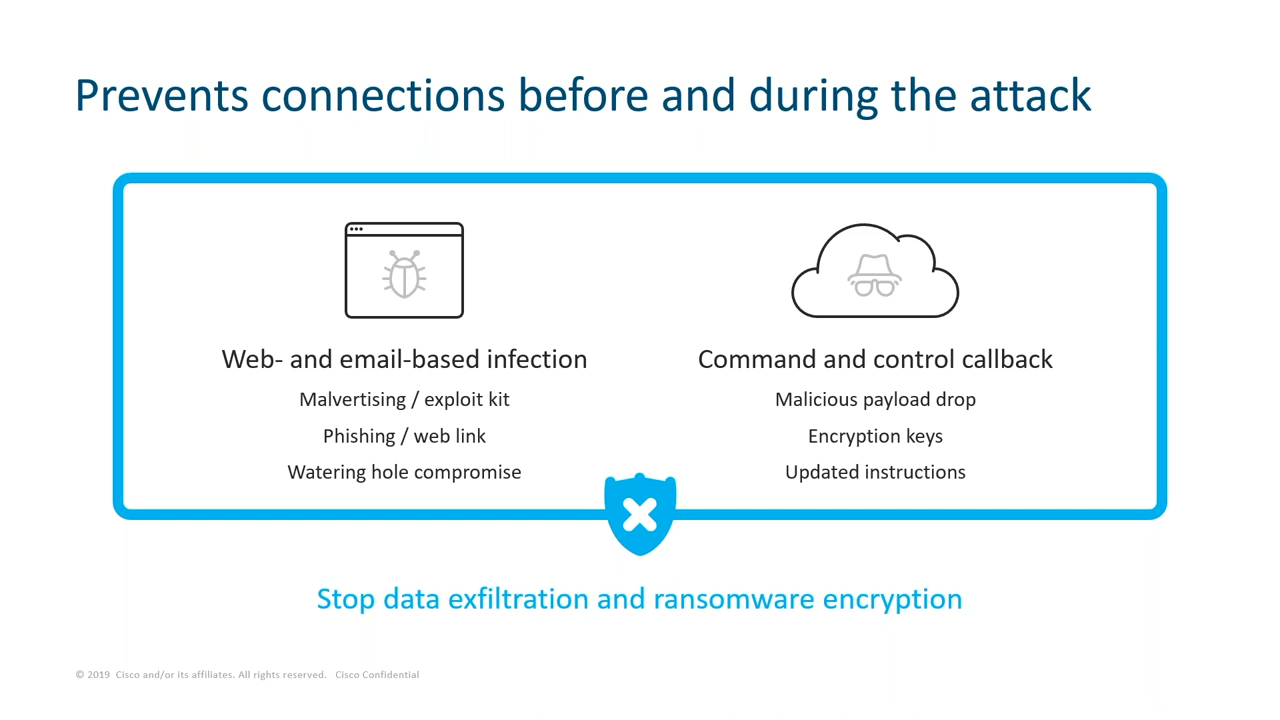 Prevents connections before and during the attack
Web- and email-based infection
Malvertising / exploit kit
Phishing / web link
Watering hole compromise
Command and control callback
Malicious payload drop
Encryption keys
Updated instructions
Stop data exfiltration and ransomware encryption
© 2019 Cisco and/or its affiliates. All rights reserved. Cisco Confidential